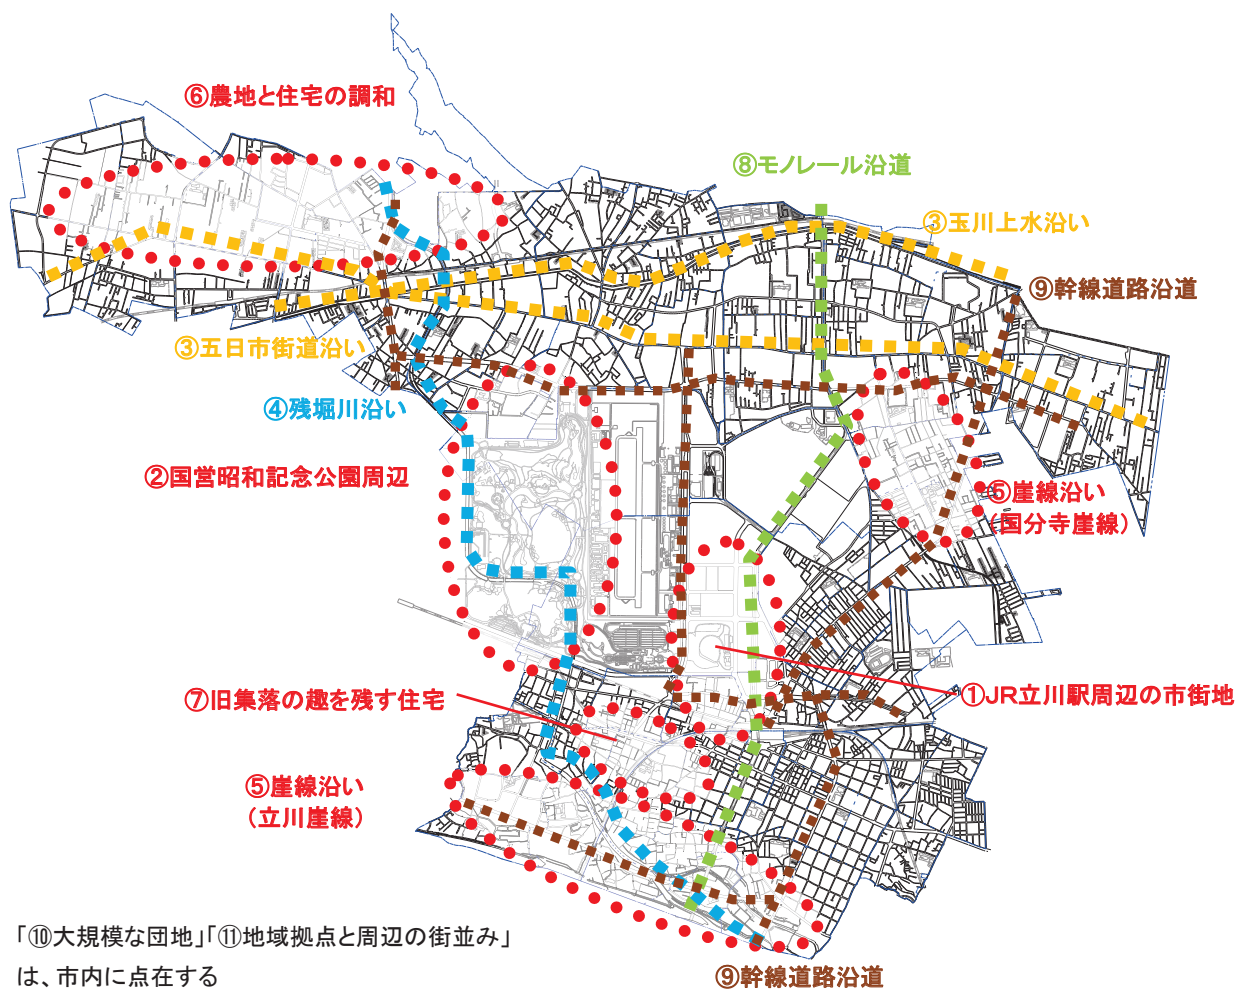 ⑥農地と住宅の調和
⑧モノレール沿道
③玉川上水沿い
⑨幹線道路沿道
③五日市街道沿い
④残堀川沿い
②国営昭和記念公園周辺
⑤崖線沿い
（国分寺崖線）
⑦旧集落の趣を残す住宅
①JR立川駅周辺の市街地
⑤崖線沿い
（立川崖線）
「⑩大規模な団地」「⑪地域拠点と周辺の街並み」
は、市内に点在する
⑨幹線道路沿道